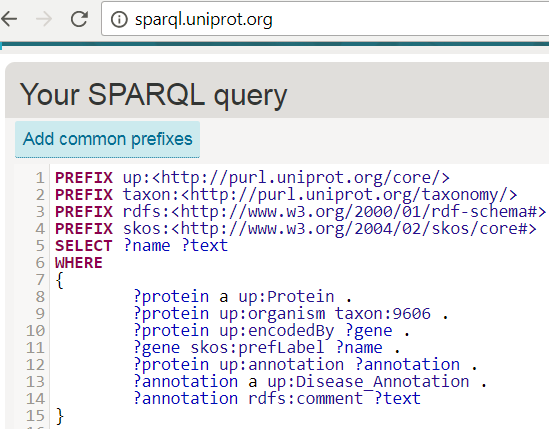 sparql.uniprot.org
Your SPARQL query
Add common prefixes
1 PREFIX up:<http://purl.uniprot.org/core/>
2 PREFIX taxon:<http://purl.uniprot.org/taxonomy/>
3 PREFIX rdfs:<http://www.w3.org/2000/01/rdf-schema#>
4 PREFIX skos:<http://www.w3.org/2004/02/skos/core#>
5 SELECT ?name ?text
6 WHERE
7 {
8 ?protein a up:Protein .
9 ?protein up:organism taxon:9606 .
10 ?protein up:encodedBy ?gene .
11 ?gene skos:prefLabel ?name .
12 ?protein up:annotation ?annotation .
13 ?annotation a up:Disease_Annotation .
14 ?annotation rdfs:comment ?text
15 }